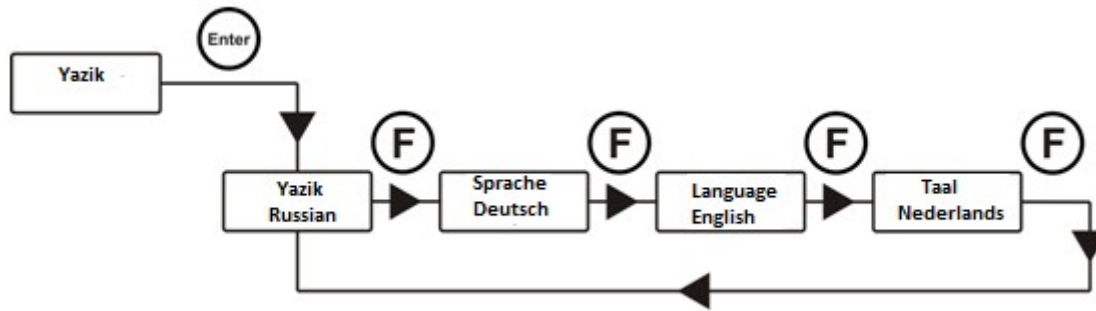 Enter
Yazik
F
F
F
F
Yazik
Russian
Sprache
Deutsch
Language
English
Taal
Nederlands